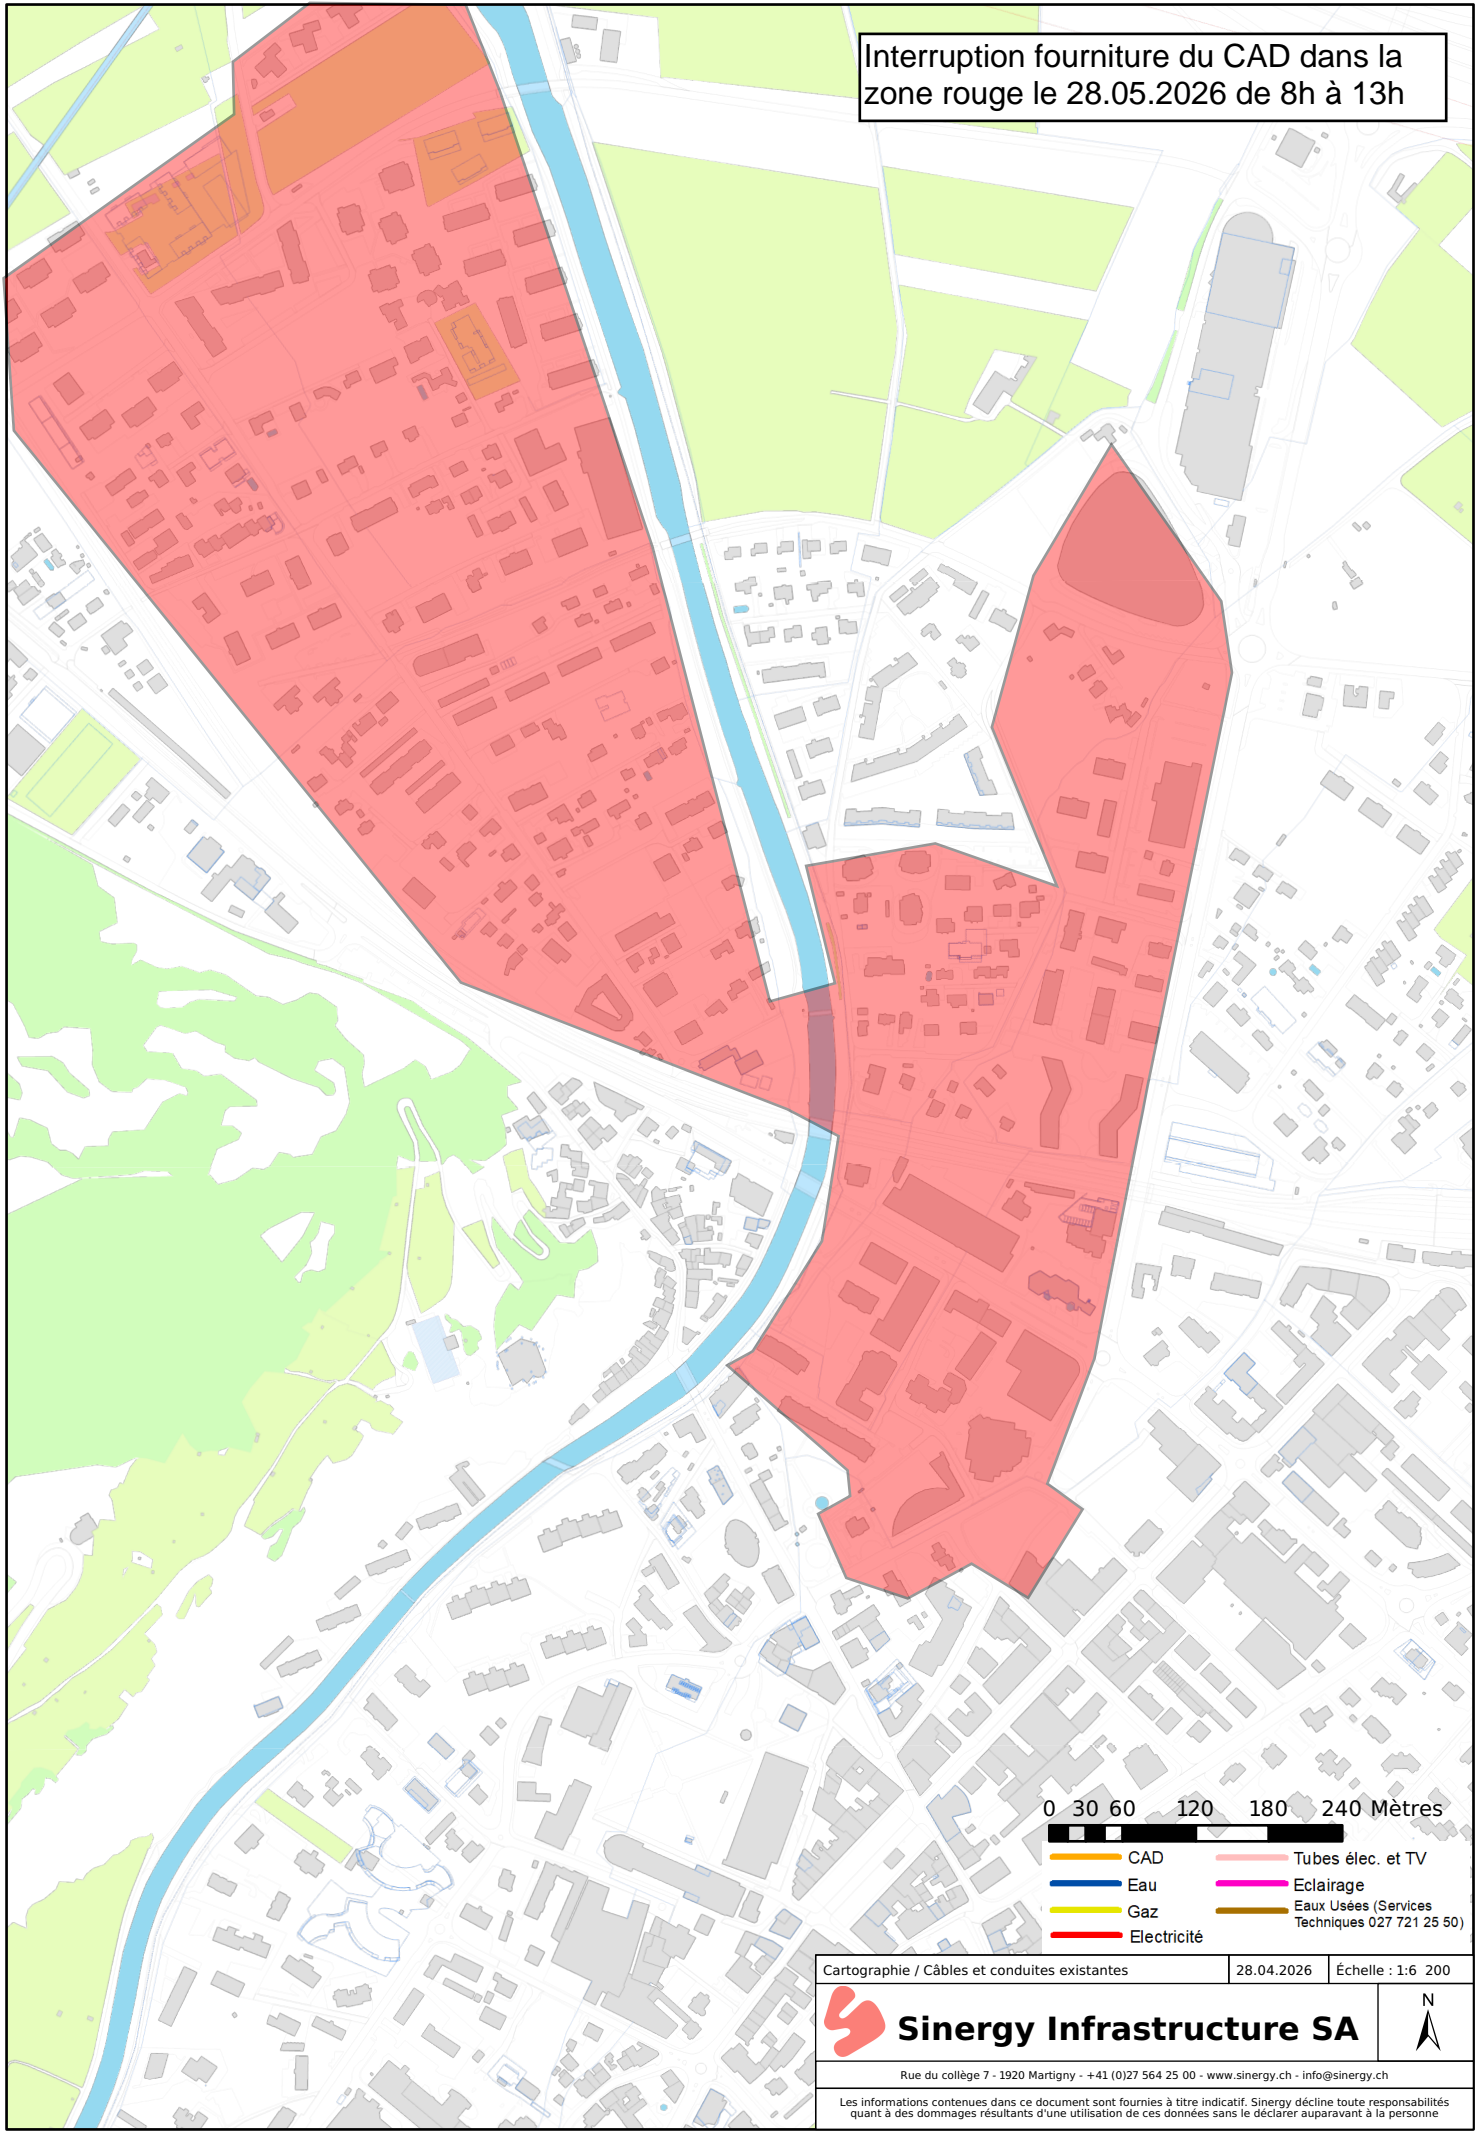 Interruption fourniture du CAD dans la
zone rouge le 28.05.2026 de 8h à 13h
0 30 60 120 180 240 Mètres
CAD
Tubes élec. et TV
Eau
Eclairage
Gaz
Eaux Usées (Services
Techniques 027 721 25 50)
Electricité
Cartographie / Câbles et conduites existantes
28.04.2026
Échelle : 1:6 200
Sinergy Infrastructure SA
N
Rue du collège 7 - 1920 Martigny - +41 (0)27 564 25 00 - www.sinergy.ch - info@sinergy.ch
Les informations contenues dans ce document sont fournies à titre indicatif. Sinergy décline toute responsabilités
quant à des dommages résultants d'une utilisation de ces données sans le déclarer auparavant à la personne